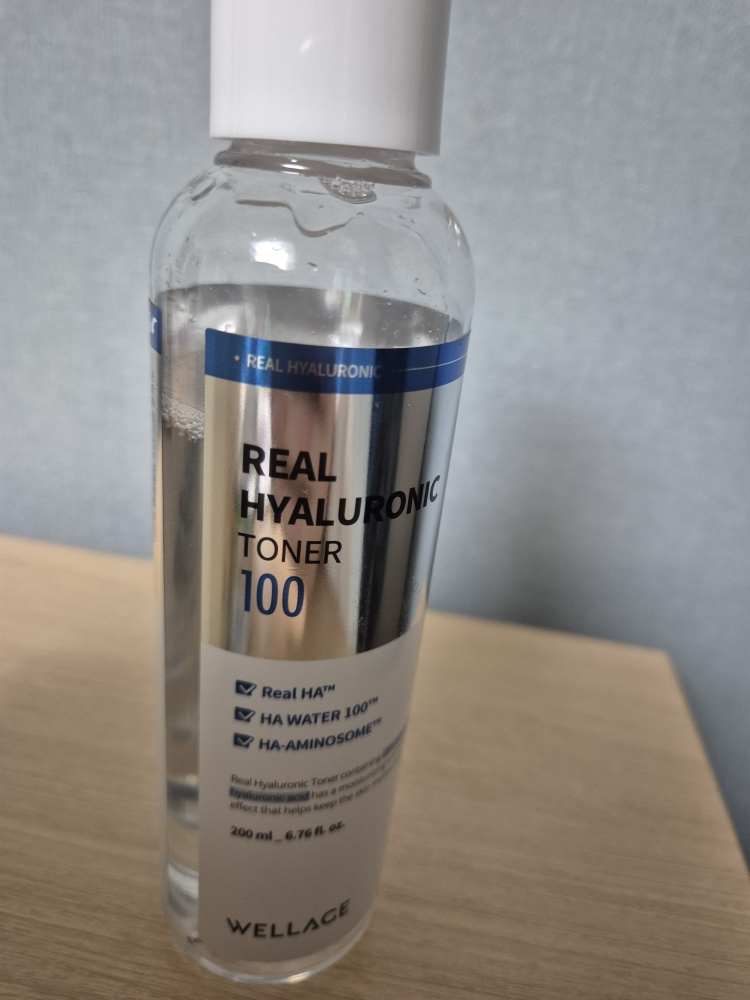 • REAL HYALURONIC
REAL
HYALURONIC
TONER
100
Real HA™
HA WATER 100™
HA-AMINOSOME™
Real Hyaluronic Toner containing
hyaluronic acid has a moisturizing
effect that helps keep the skin
200 ml _ 6.76 fl. oz.
WELLAGE